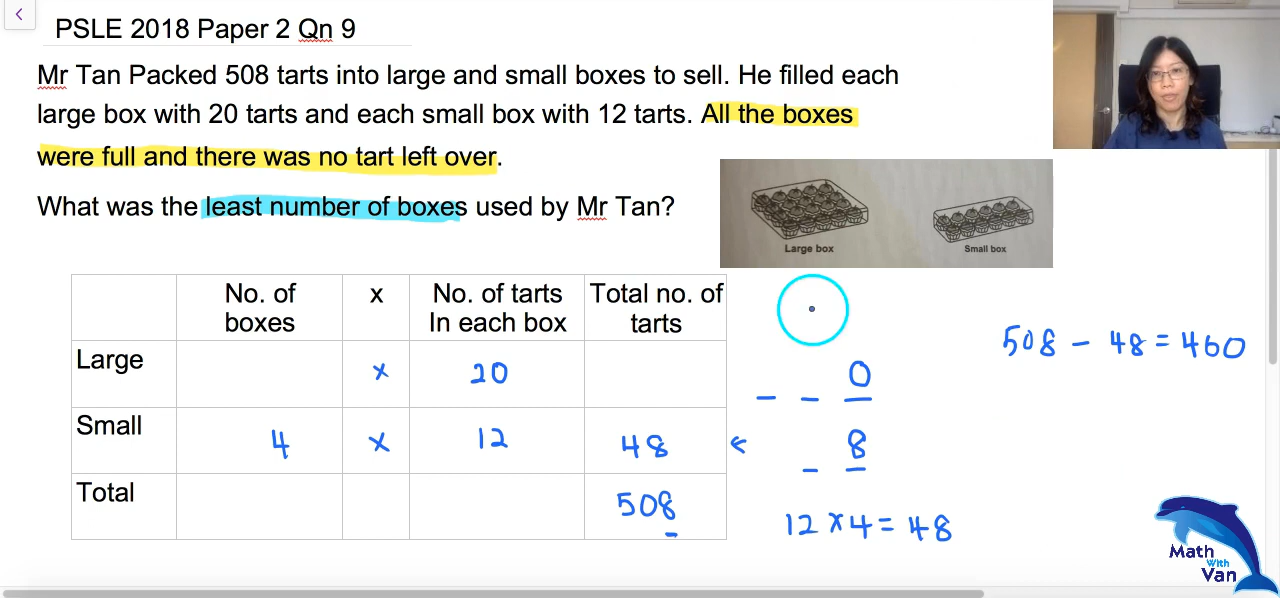 PSLE 2018 Paper 2 Qn 9
Mr Tan Packed 508 tarts into large and small boxes to sell. He filled each
large box with 20 tarts and each small box with 12 tarts. All the boxes
were full and there was no tart left over.
What was the least number of boxes used by Mr Tan?
Large box
Small box
No. of boxes
x
No. of tarts In each box
Total no. of tarts
Large
x
20
Small
4
x
12
48
Total
508
0
8
12 x 4 = 48
508 - 48 = 460
Math
With
Van